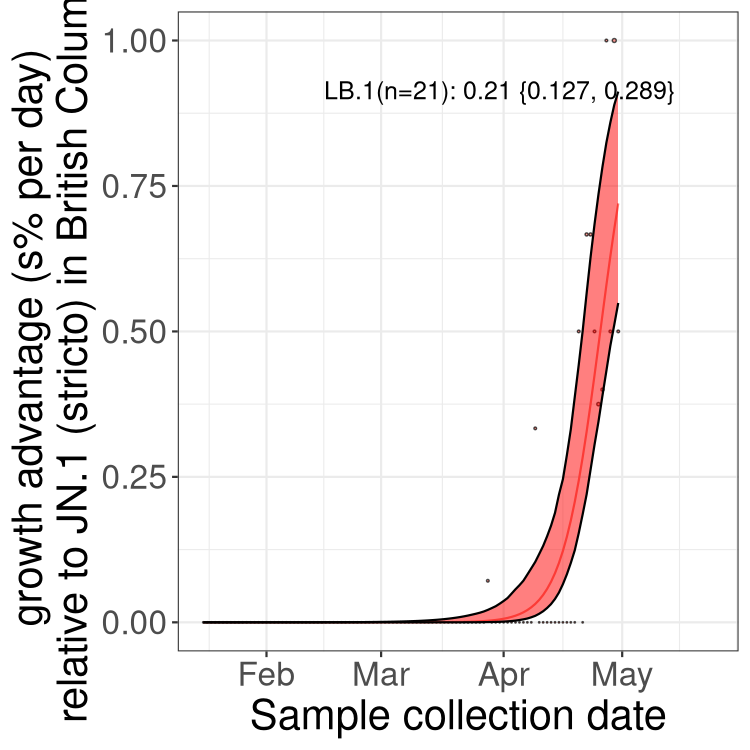 growth advantage (s% per day)
relative to JN.1 (stricto) in British Colum
1.00
0.75
0.50
0.25
0.00
LB.1(n=21): 0.21 {0.127, 0.289}
Feb Mar Apr May
Sample collection date